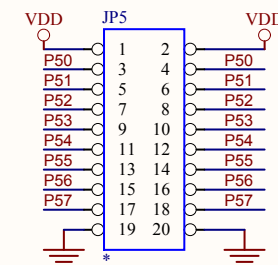 JP5
VDD 1 2 VDD
P50 3 4 P50
P51 5 6 P51
P52 7 8 P52
P53 9 10 P53
P54 11 12 P54
P55 13 14 P55
P56 15 16 P56
P57 17 18 P57
19 20
*